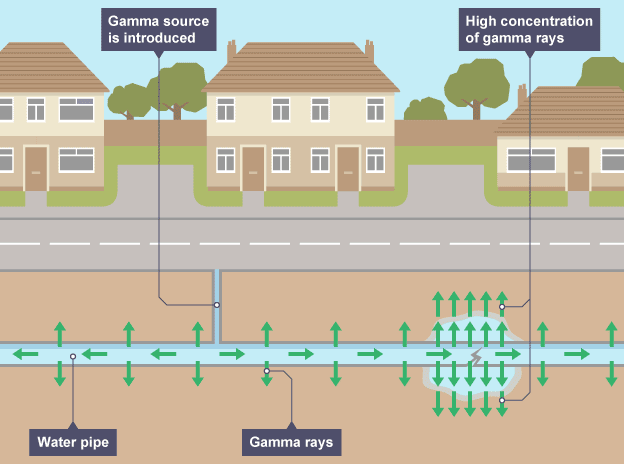 Gamma source
is introduced
High concentration
of gamma rays
Water pipe
Gamma rays